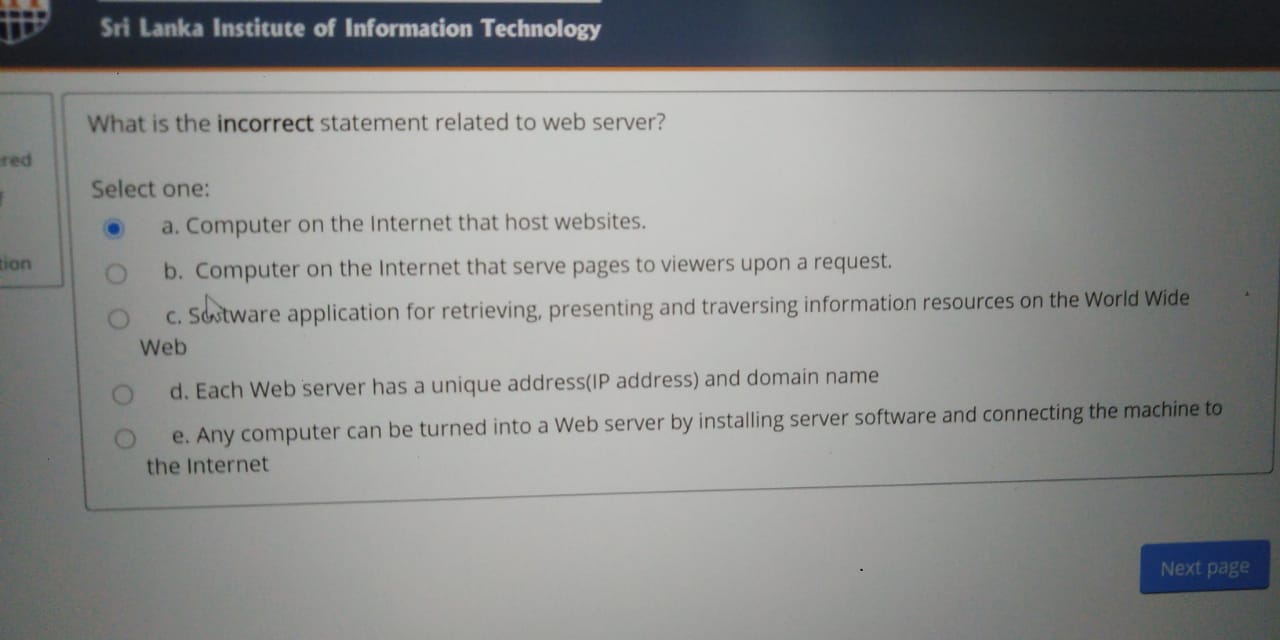 Sri Lanka Institute of Information Technology
What is the incorrect statement related to web server?
Select one:
a. Computer on the Internet that host websites.
b. Computer on the Internet that serve pages to viewers upon a request.
c. Software application for retrieving, presenting and traversing information resources on the World Wide
Web
d. Each Web server has a unique address(IP address) and domain name
e. Any computer can be turned into a Web server by installing server software and connecting the machine to
the Internet
Next page